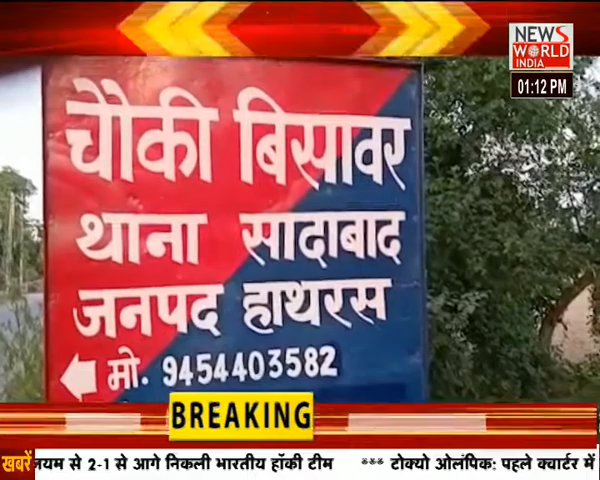 NEWS
WORLD
INDIA
01:12 PM
चौकी बिसावर
थाना सादाबाद
जनपद हाथरस
मो. 9454403582
BREAKING
खबरें जयम से 2-1 से आगे निकली भारतीय हॉकी टीम *** टोक्यो ओलंपिक: पहले क्वार्टर में